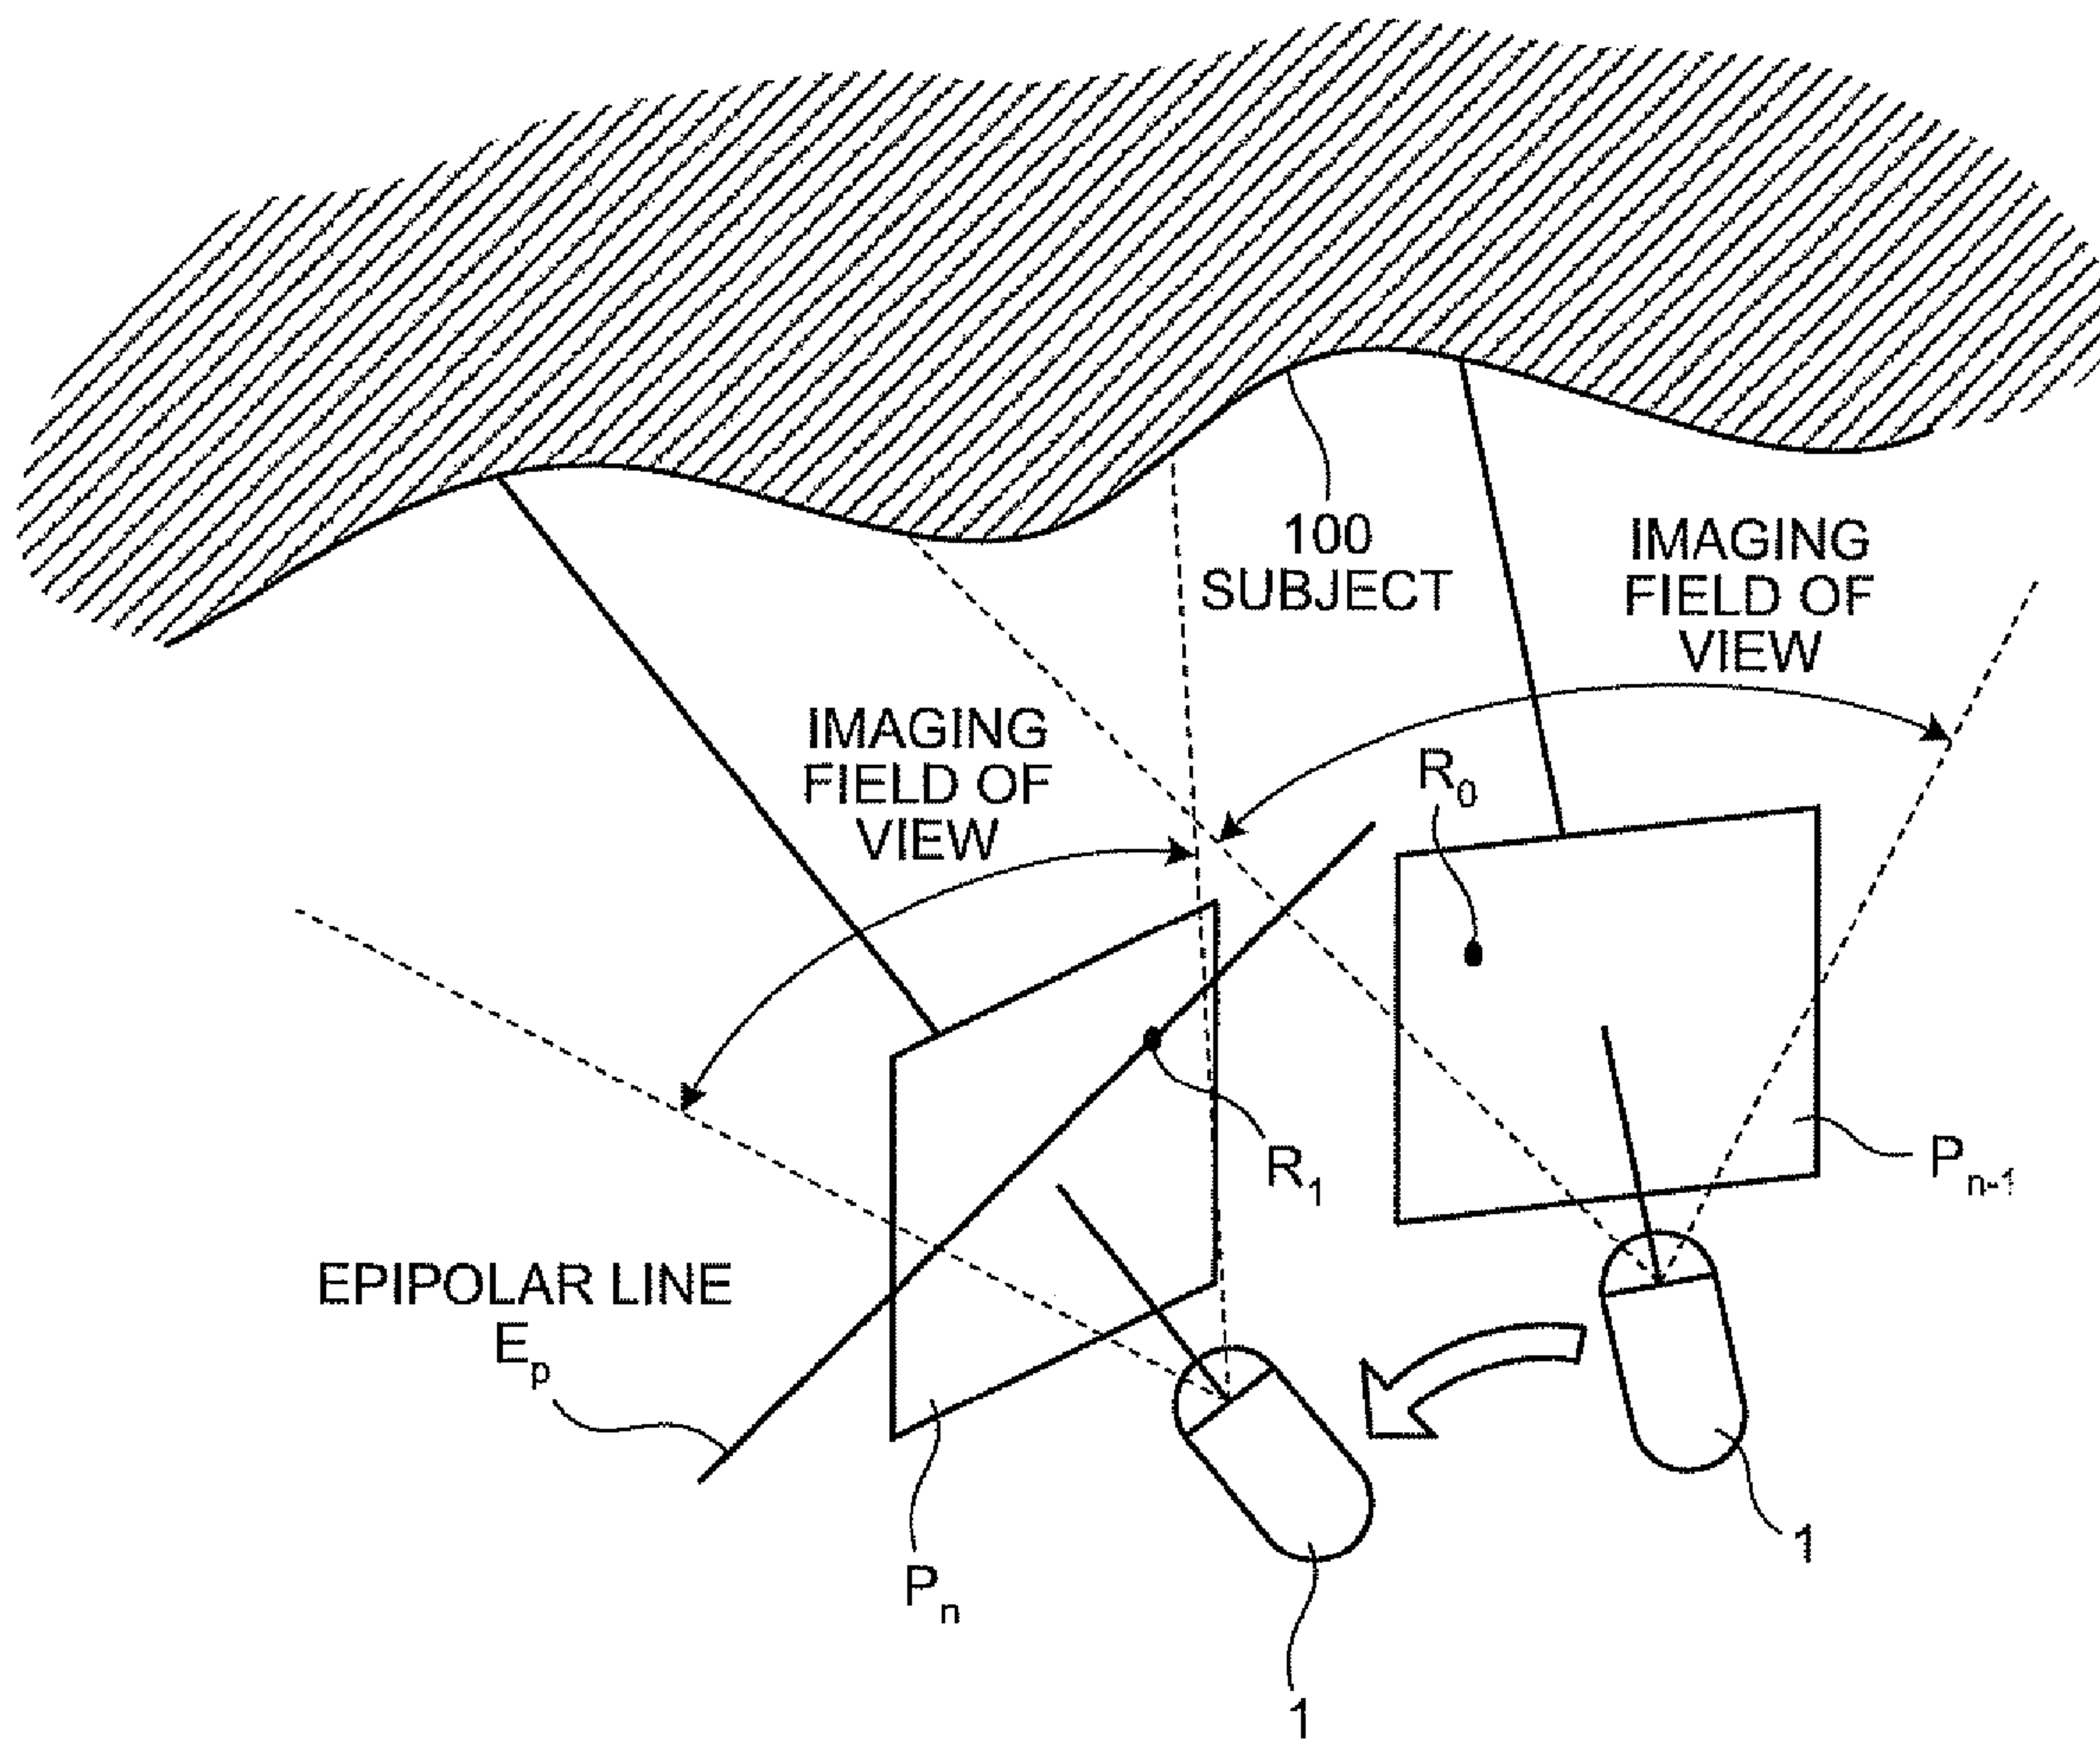 100
SUBJECT
IMAGING
FIELD OF
VIEW
IMAGING
FIELD OF
VIEW
R0
R1
Pn-1
EPIPOLAR LINE
Ep
Pn
1
1